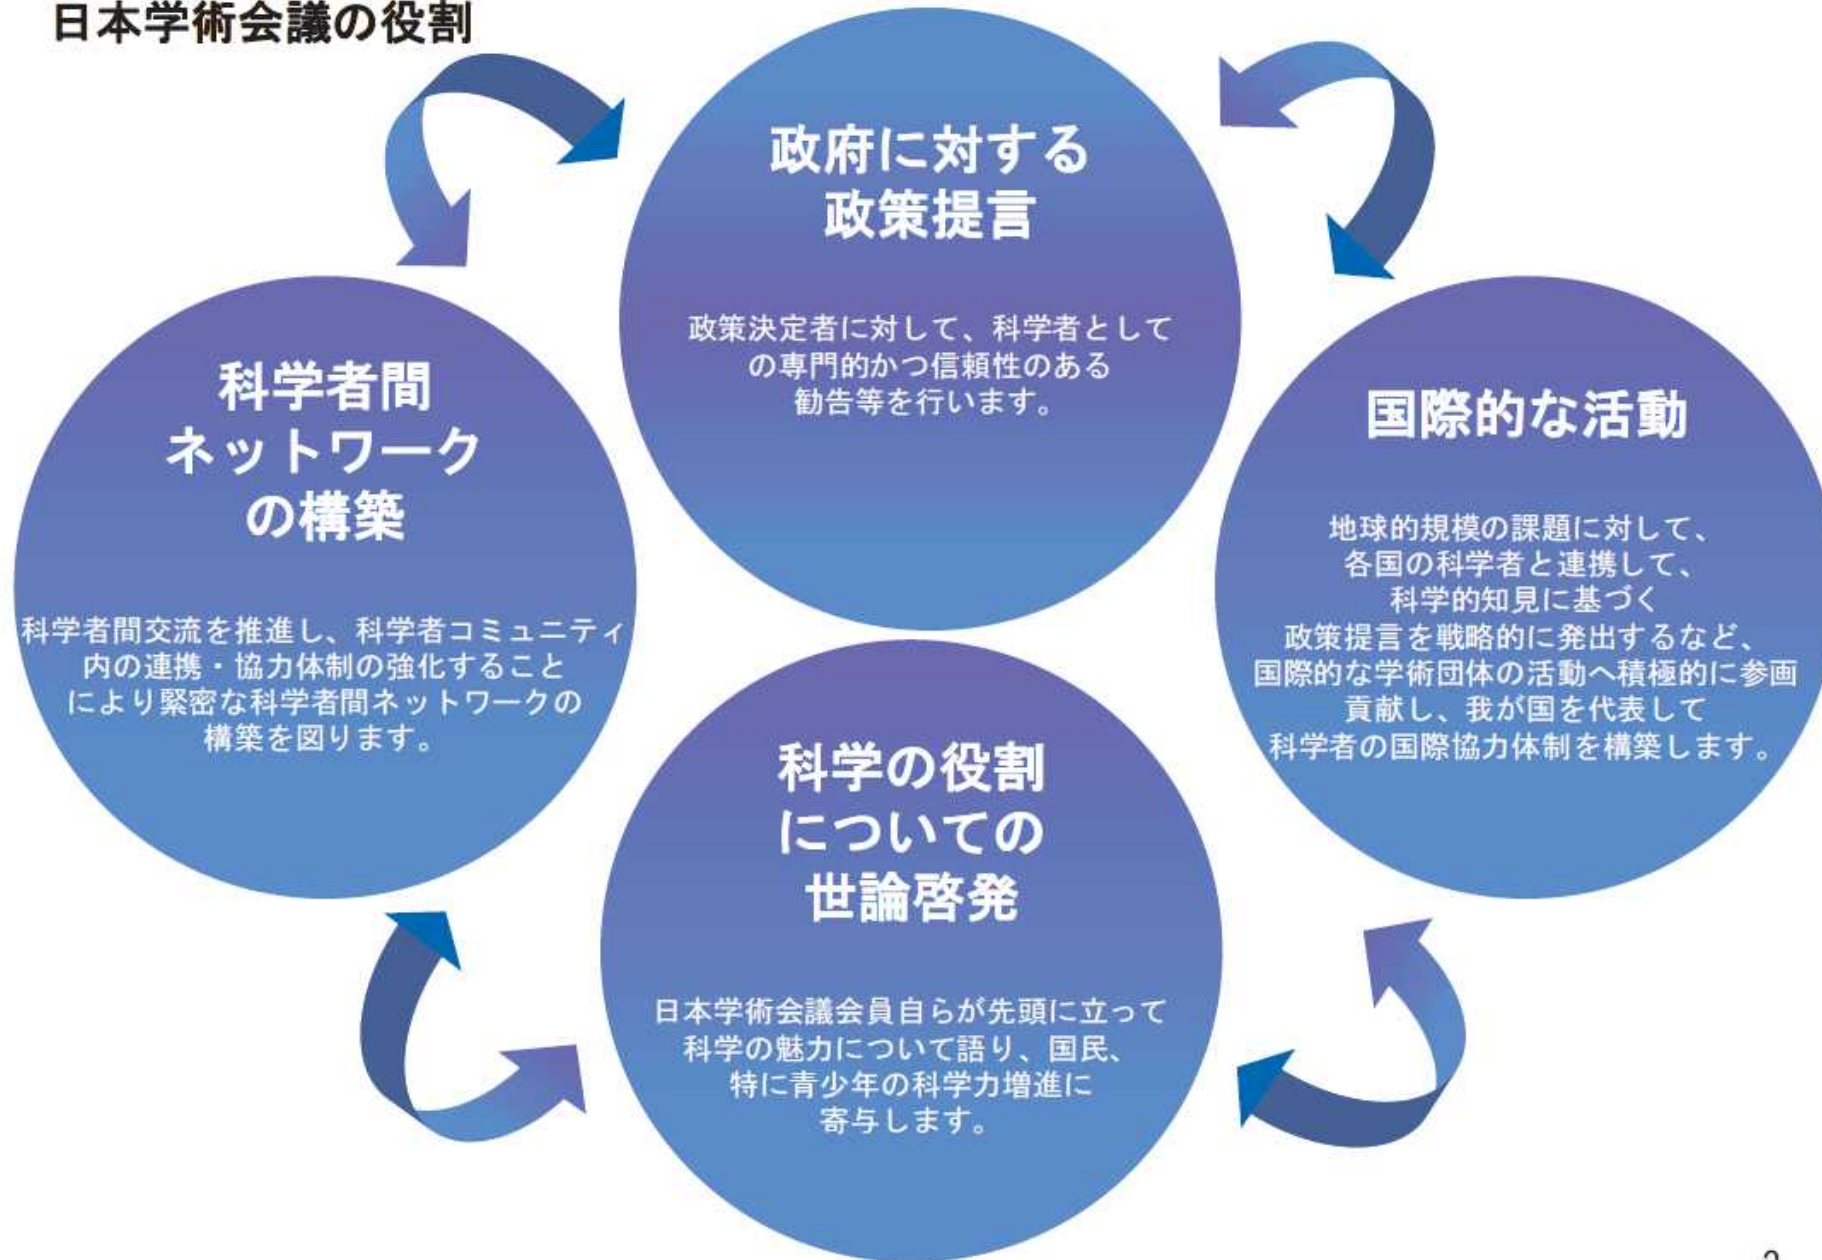 日本学術会議の役割
政府に対する
政策提言
政策決定者に対して、科学者として
の専門的かつ信頼性のある
勧告等を行います。
科学者間
ネットワーク
の構築
科学者間交流を推進し、科学者コミュニティ
内の連携・協力体制の強化すること
により緊密な科学者間ネットワークの
構築を図ります。
国際的な活動
地球的規模の課題に対して、
各国の科学者と連携して、
科学的知見に基づく
政策提言を戦略的に発出するなど、
国際的な学術団体の活動へ積極的に参画
貢献し、我が国を代表して
科学者の国際協力体制を構築します。
科学の役割
についての
世論啓発
日本学術会議会員自らが先頭に立って
科学の魅力について語り、国民、
特に青少年の科学力増進に
寄与します。